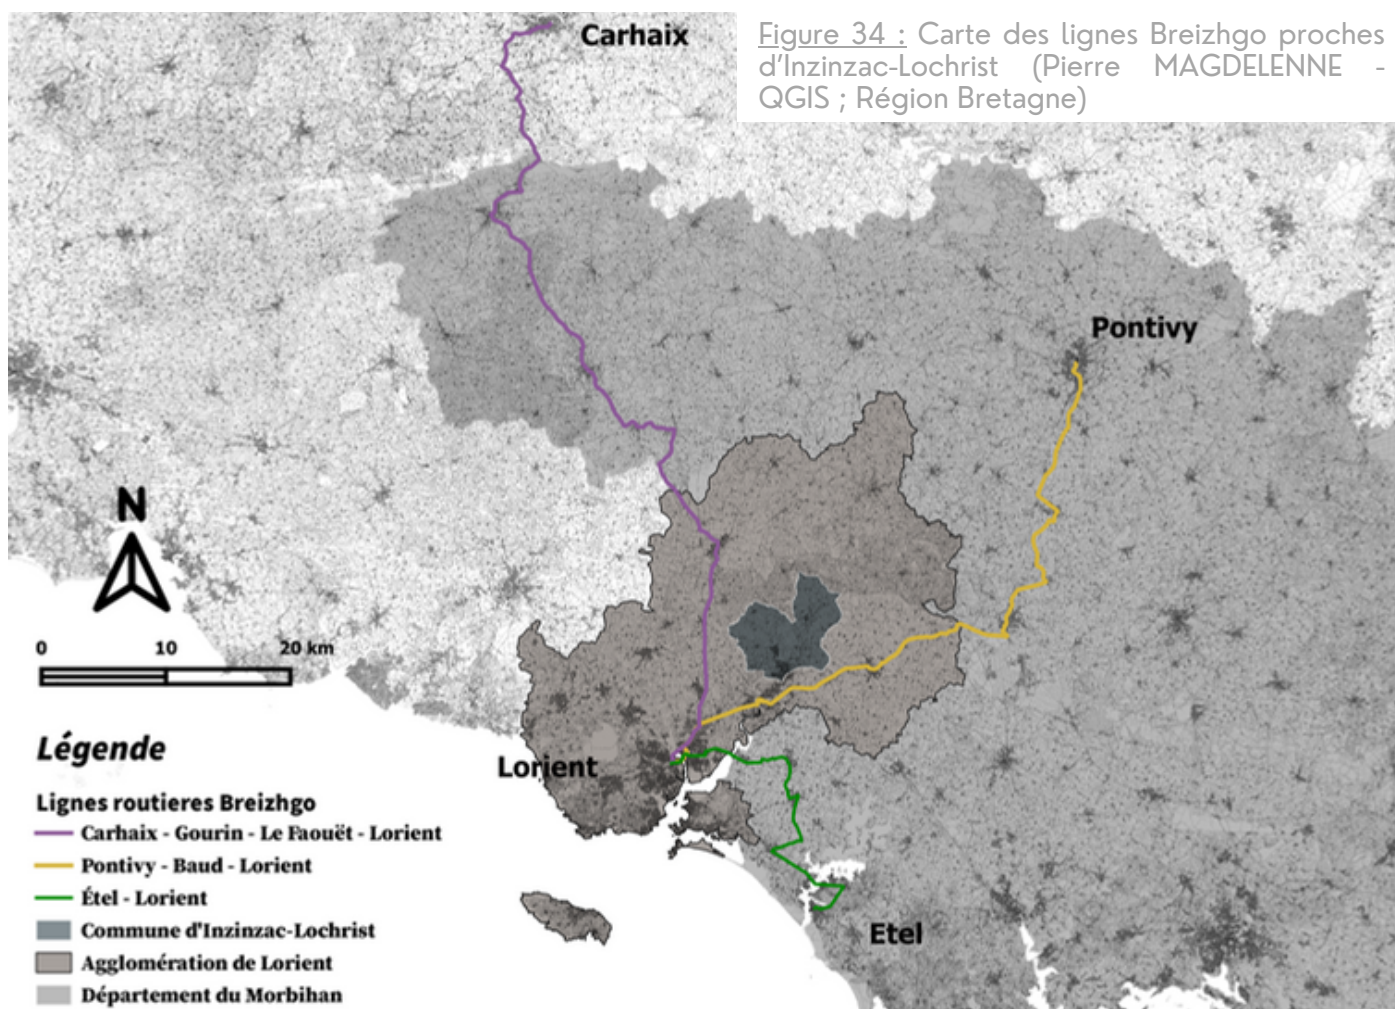 Carhaix
Figure 34 : Carte des lignes Breizhgo proches
d'Inzinzac-Lochrist (Pierre MAGDELENNE -
QGIS ; Région Bretagne)
Pontivy
N
0 10 20 km
Légende
Lorient
Lignes routieres Breizhgo
Carhaix - Gourin - Le Faouët - Lorient
Pontivy - Baud - Lorient
Étel - Lorient
Commune d'Inzinzac-Lochrist
Etel
Agglomération de Lorient
Département du Morbihan